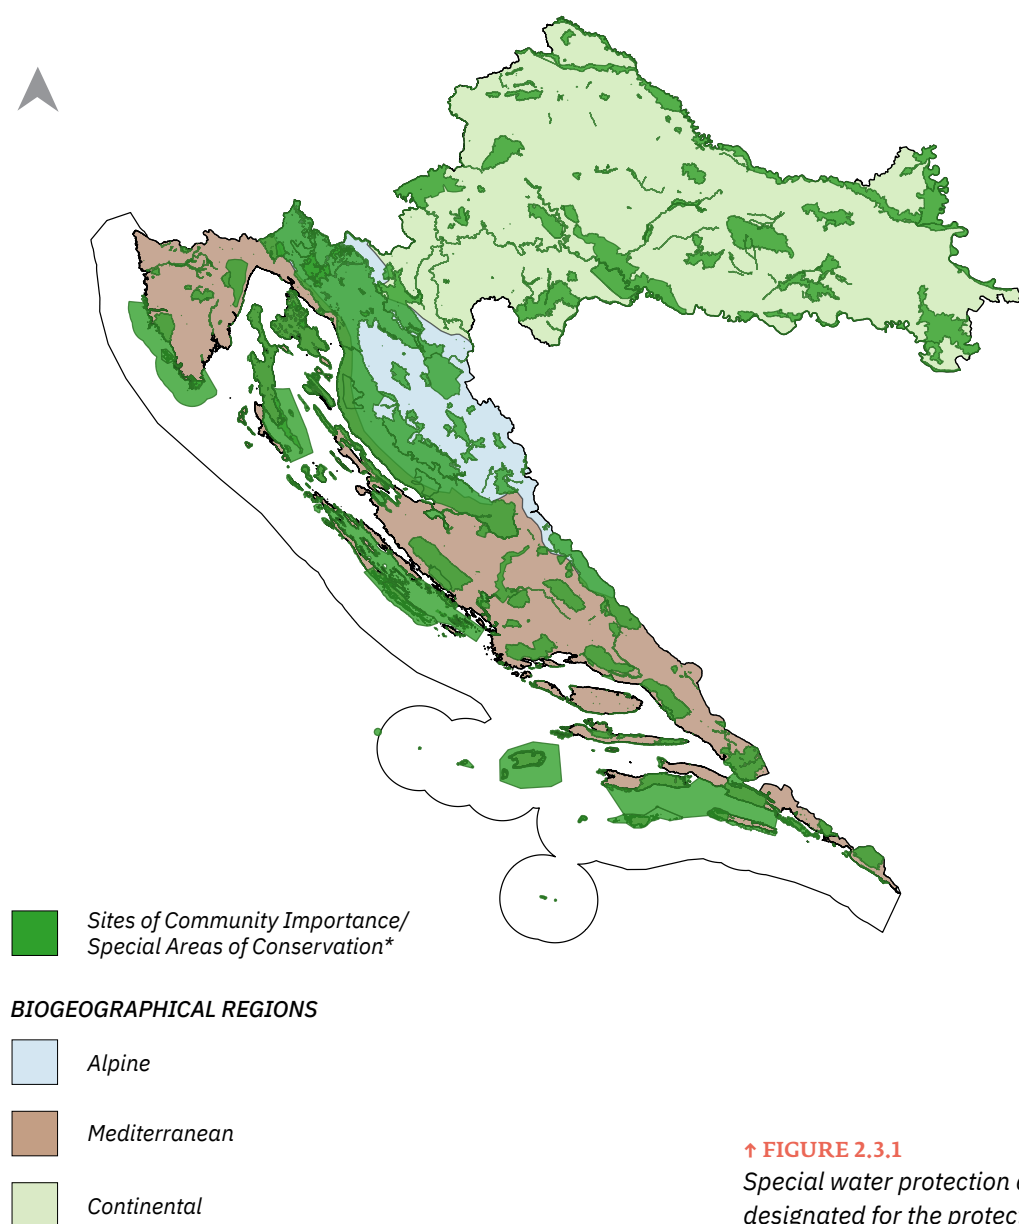 Sites of Community Importance/
Special Areas of Conservation*
BIOGEOGRAPHICAL REGIONS
Alpine
Mediterranean
Continental
↑ FIGURE 2.3.1
Special water protection
designated for the protec